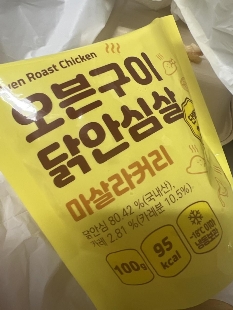 Oven Roast Chicken
오븐구이
닭안심살
마살라커리
닭안심 80.42 %(국내산),
커리 2.81 %(카레분 10.5%)
100g
95
kcal
-18℃ 이하
냉동보관